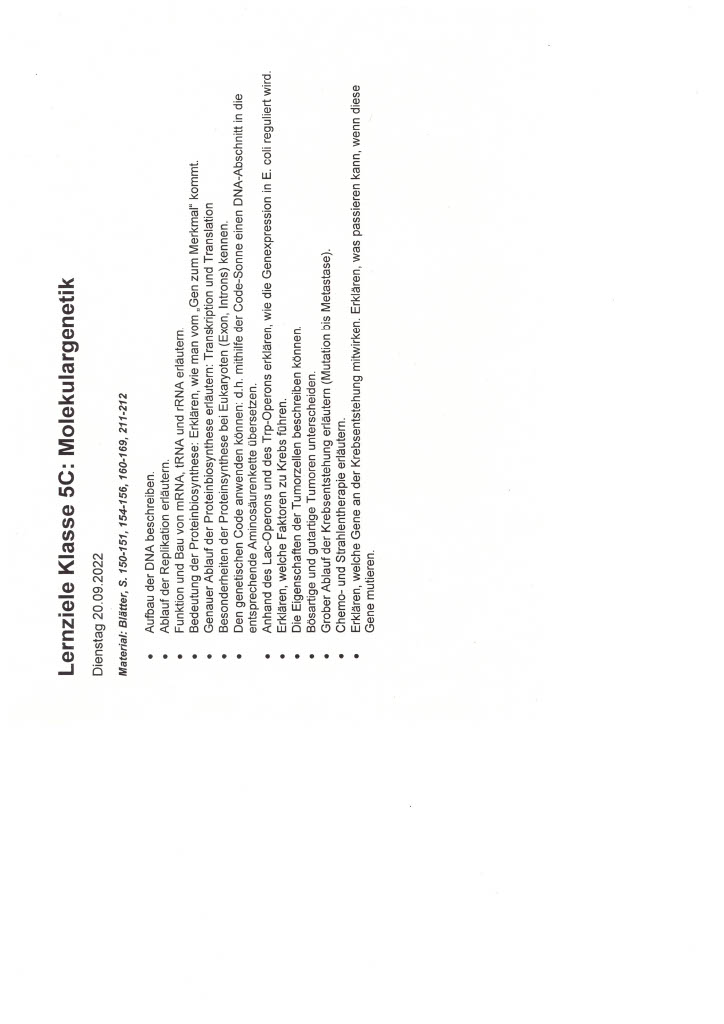 Lernziele Klasse 5C: Molekulargenetik
Dienstag 20.09.2022
Material: Blätter, S. 150-151, 154-156, 160-169, 211-212
• Aufbau der DNA beschreiben.
• Ablauf der Replikation erläutern.
• Funktion und Bau von mRNA, tRNA und rRNA erläutern.
• Bedeutung der Proteinbiosynthese: Erklären, wie man vom „Gen zum Merkmal“ kommt.
• Genauer Ablauf der Proteinbiosynthese erläutern: Transkription und Translation
• Besonderheiten der Proteinsynthese bei Eukaryoten (Exon, Introns) kennen.
• Den genetischen Code anwenden können: d.h. mithilfe der Code-Sonne einen DNA-Abschnitt in die
entsprechende Aminosäurenkette übersetzen.
• Anhand des Lac-Operons und des Trp-Operons erklären, wie die Genexpression in E. coli reguliert wird.
• Erklären, welche Faktoren zu Krebs führen.
• Die Eigenschaften der Tumorzellen beschreiben können.
• Bösartige und gutartige Tumoren unterscheiden.
• Grober Ablauf der Krebsentstehung erläutern (Mutation bis Metastase).
• Chemo- und Strahlentherapie erläutern.
• Erklären, welche Gene an der Krebsentstehung mitwirken. Erklären, was passieren kann, wenn diese
Gene mutieren.